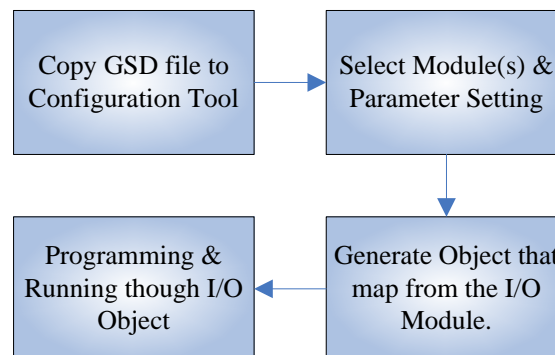 Copy GSD file to
Configuration Tool
Select Module(s) &
Parameter Setting
Generate Object that
map from the I/O
Module.
Programming &
Running though I/O
Object